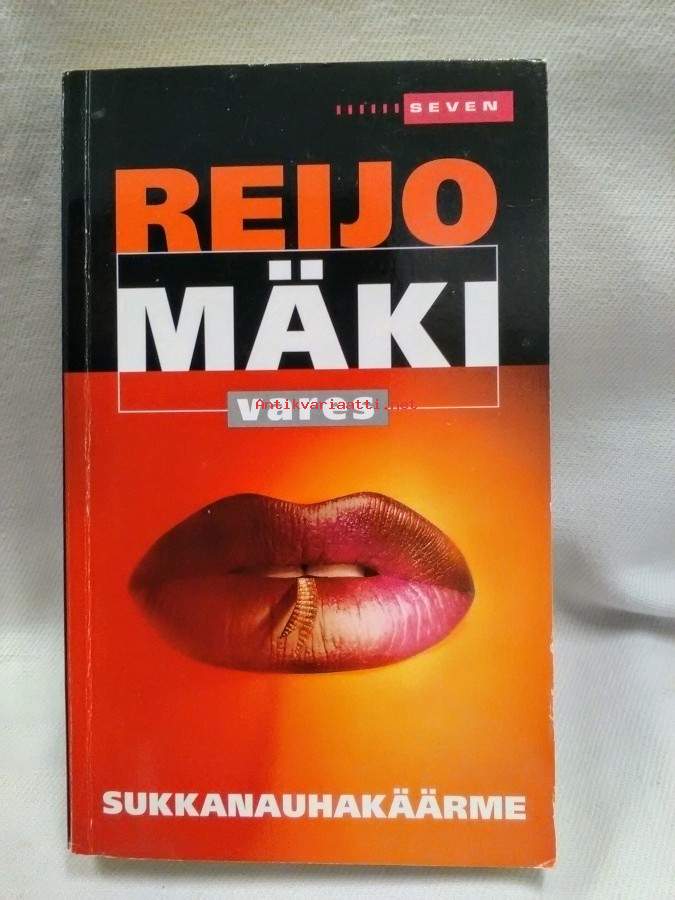 SEVEN
REIJO
MÄKI
vares
Antikvariaatti.net
SUKKANAUHAKÄÄRME